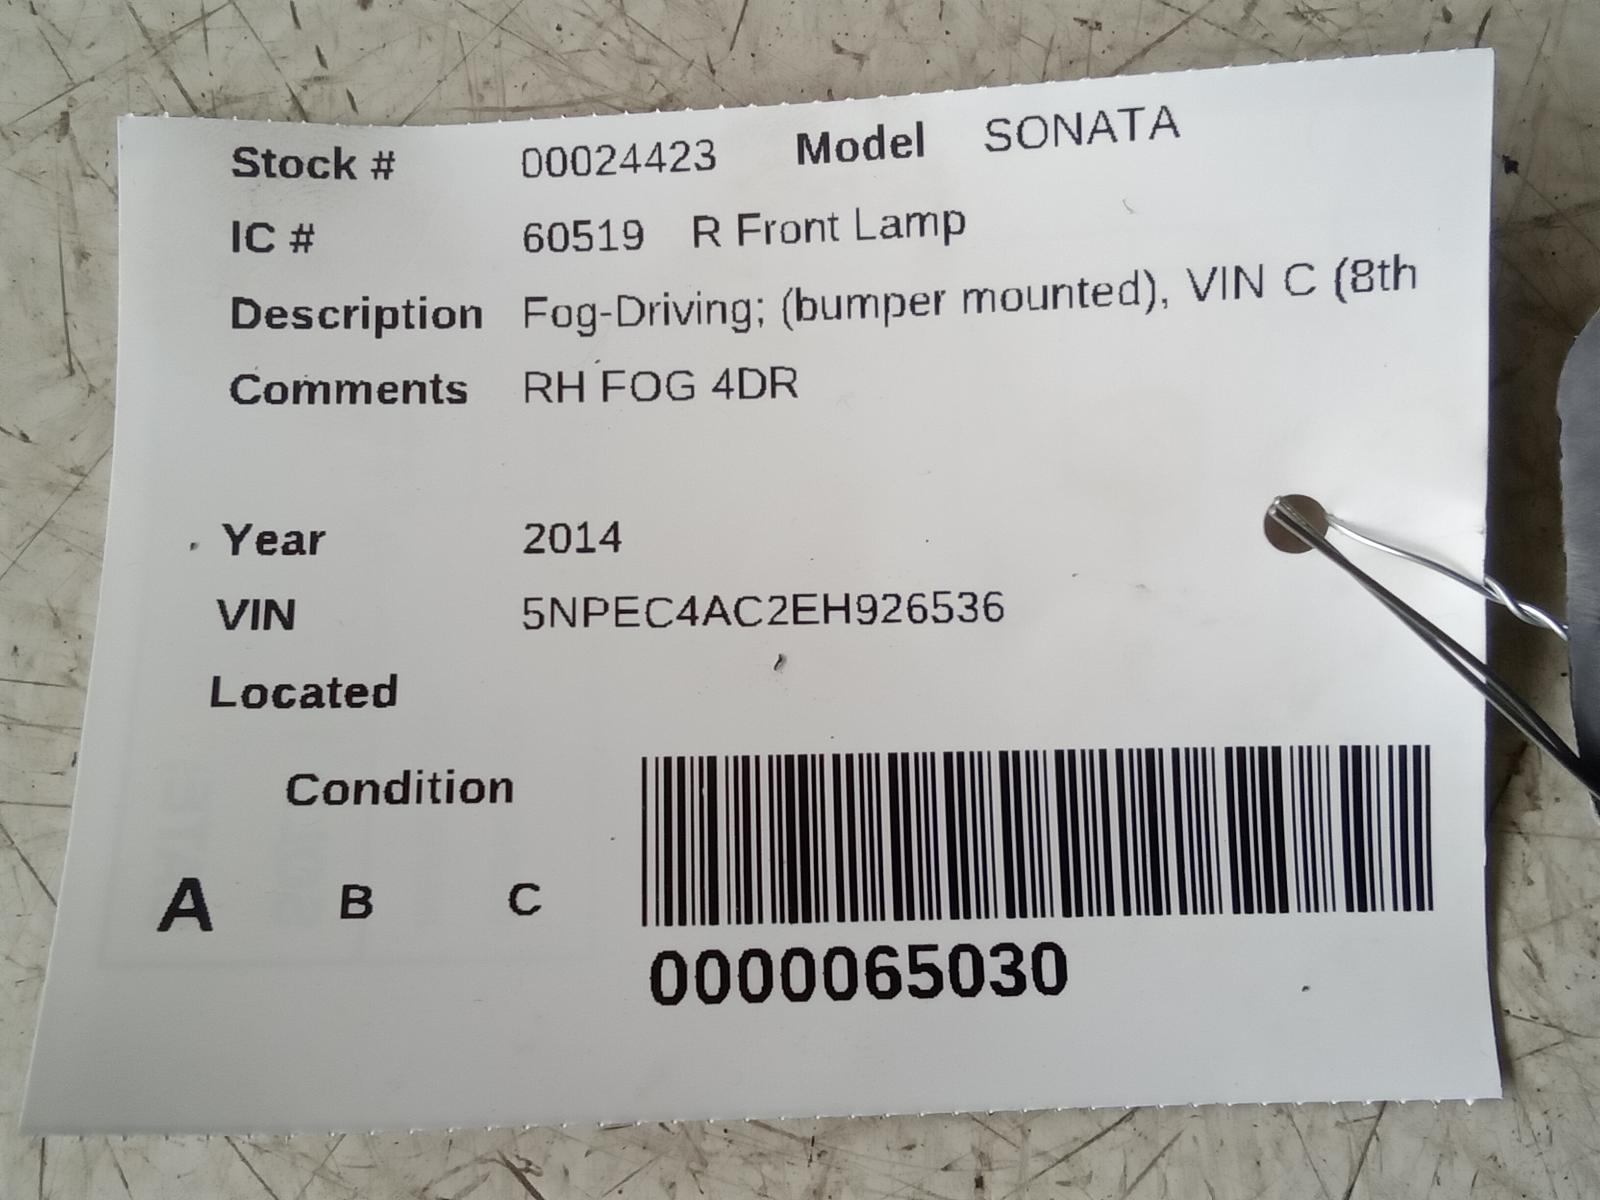 Stock # 00024423 Model SONATA
IC # 60519 R Front Lamp
Description Fog-Driving; (bumper mounted), VIN C (8th
Comments RH FOG 4DR
Year 2014
VIN 5NPEC4AC2EH926536
Located
Condition
A B C
0000065030